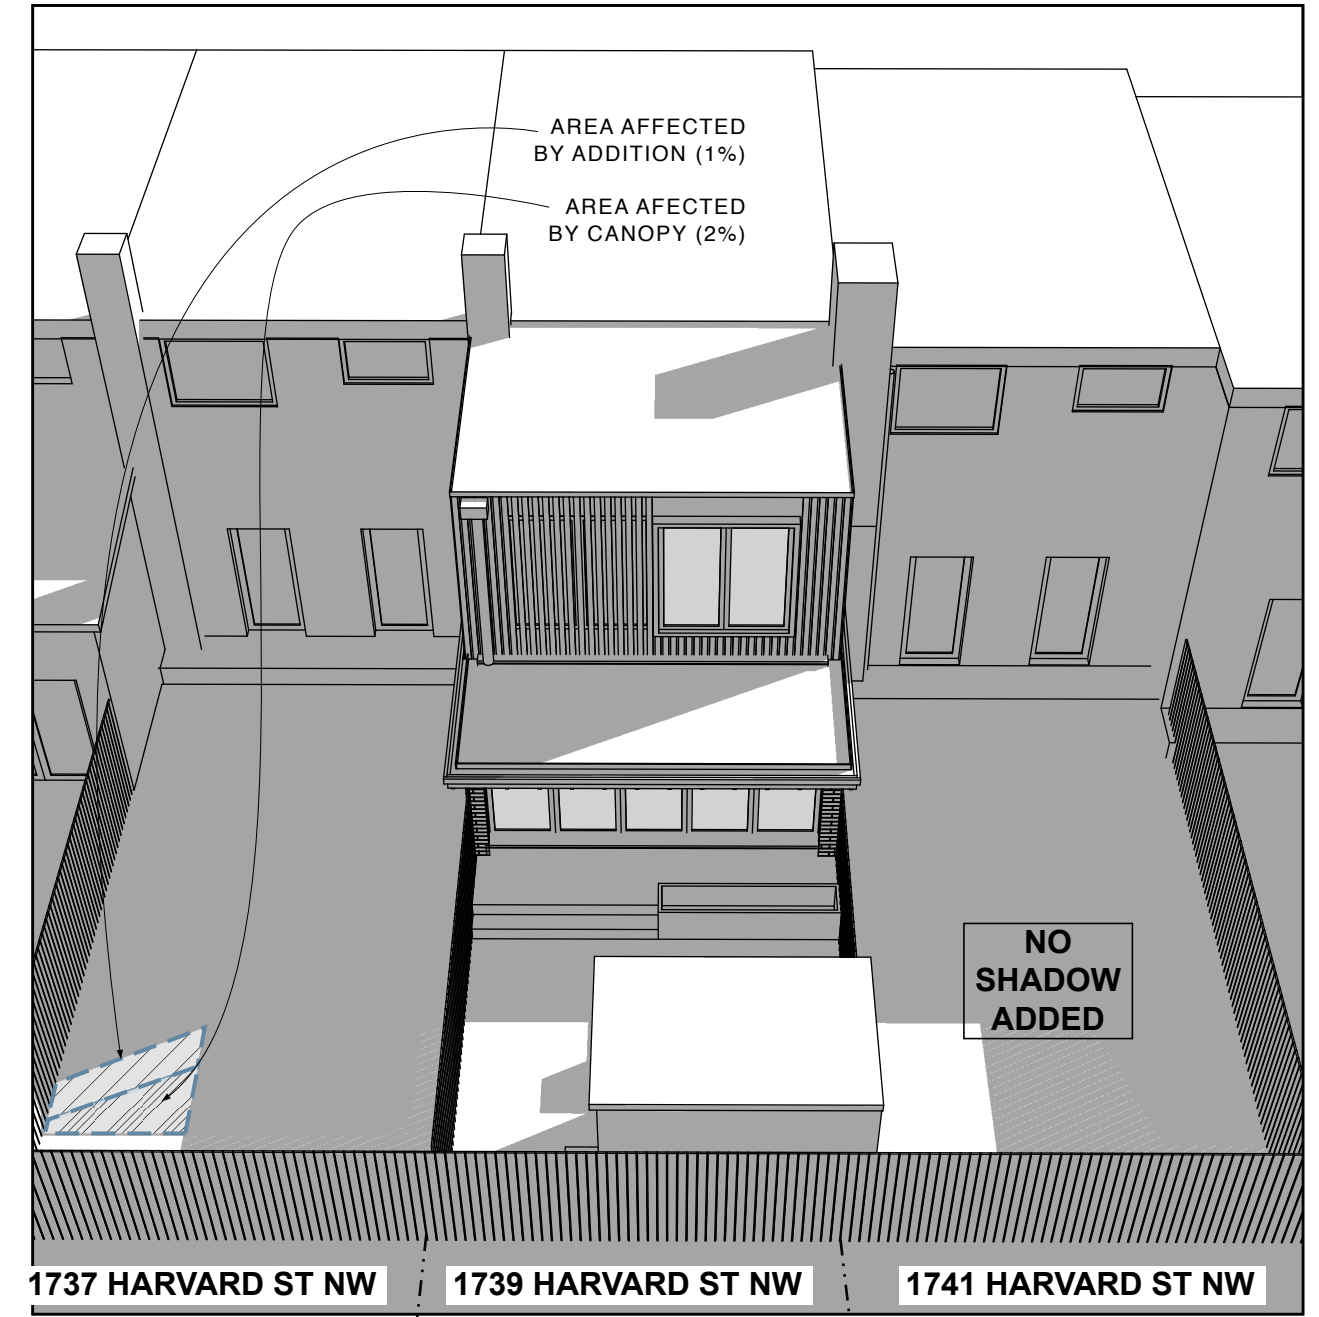 AREA AFFECTED
BY ADDITION (1%)
AREA AFECTED
BY CANOPY (2%)
NO
SHADOW
ADDED
1737 HARVARD ST NW
1739 HARVARD ST NW
1741 HARVARD ST NW